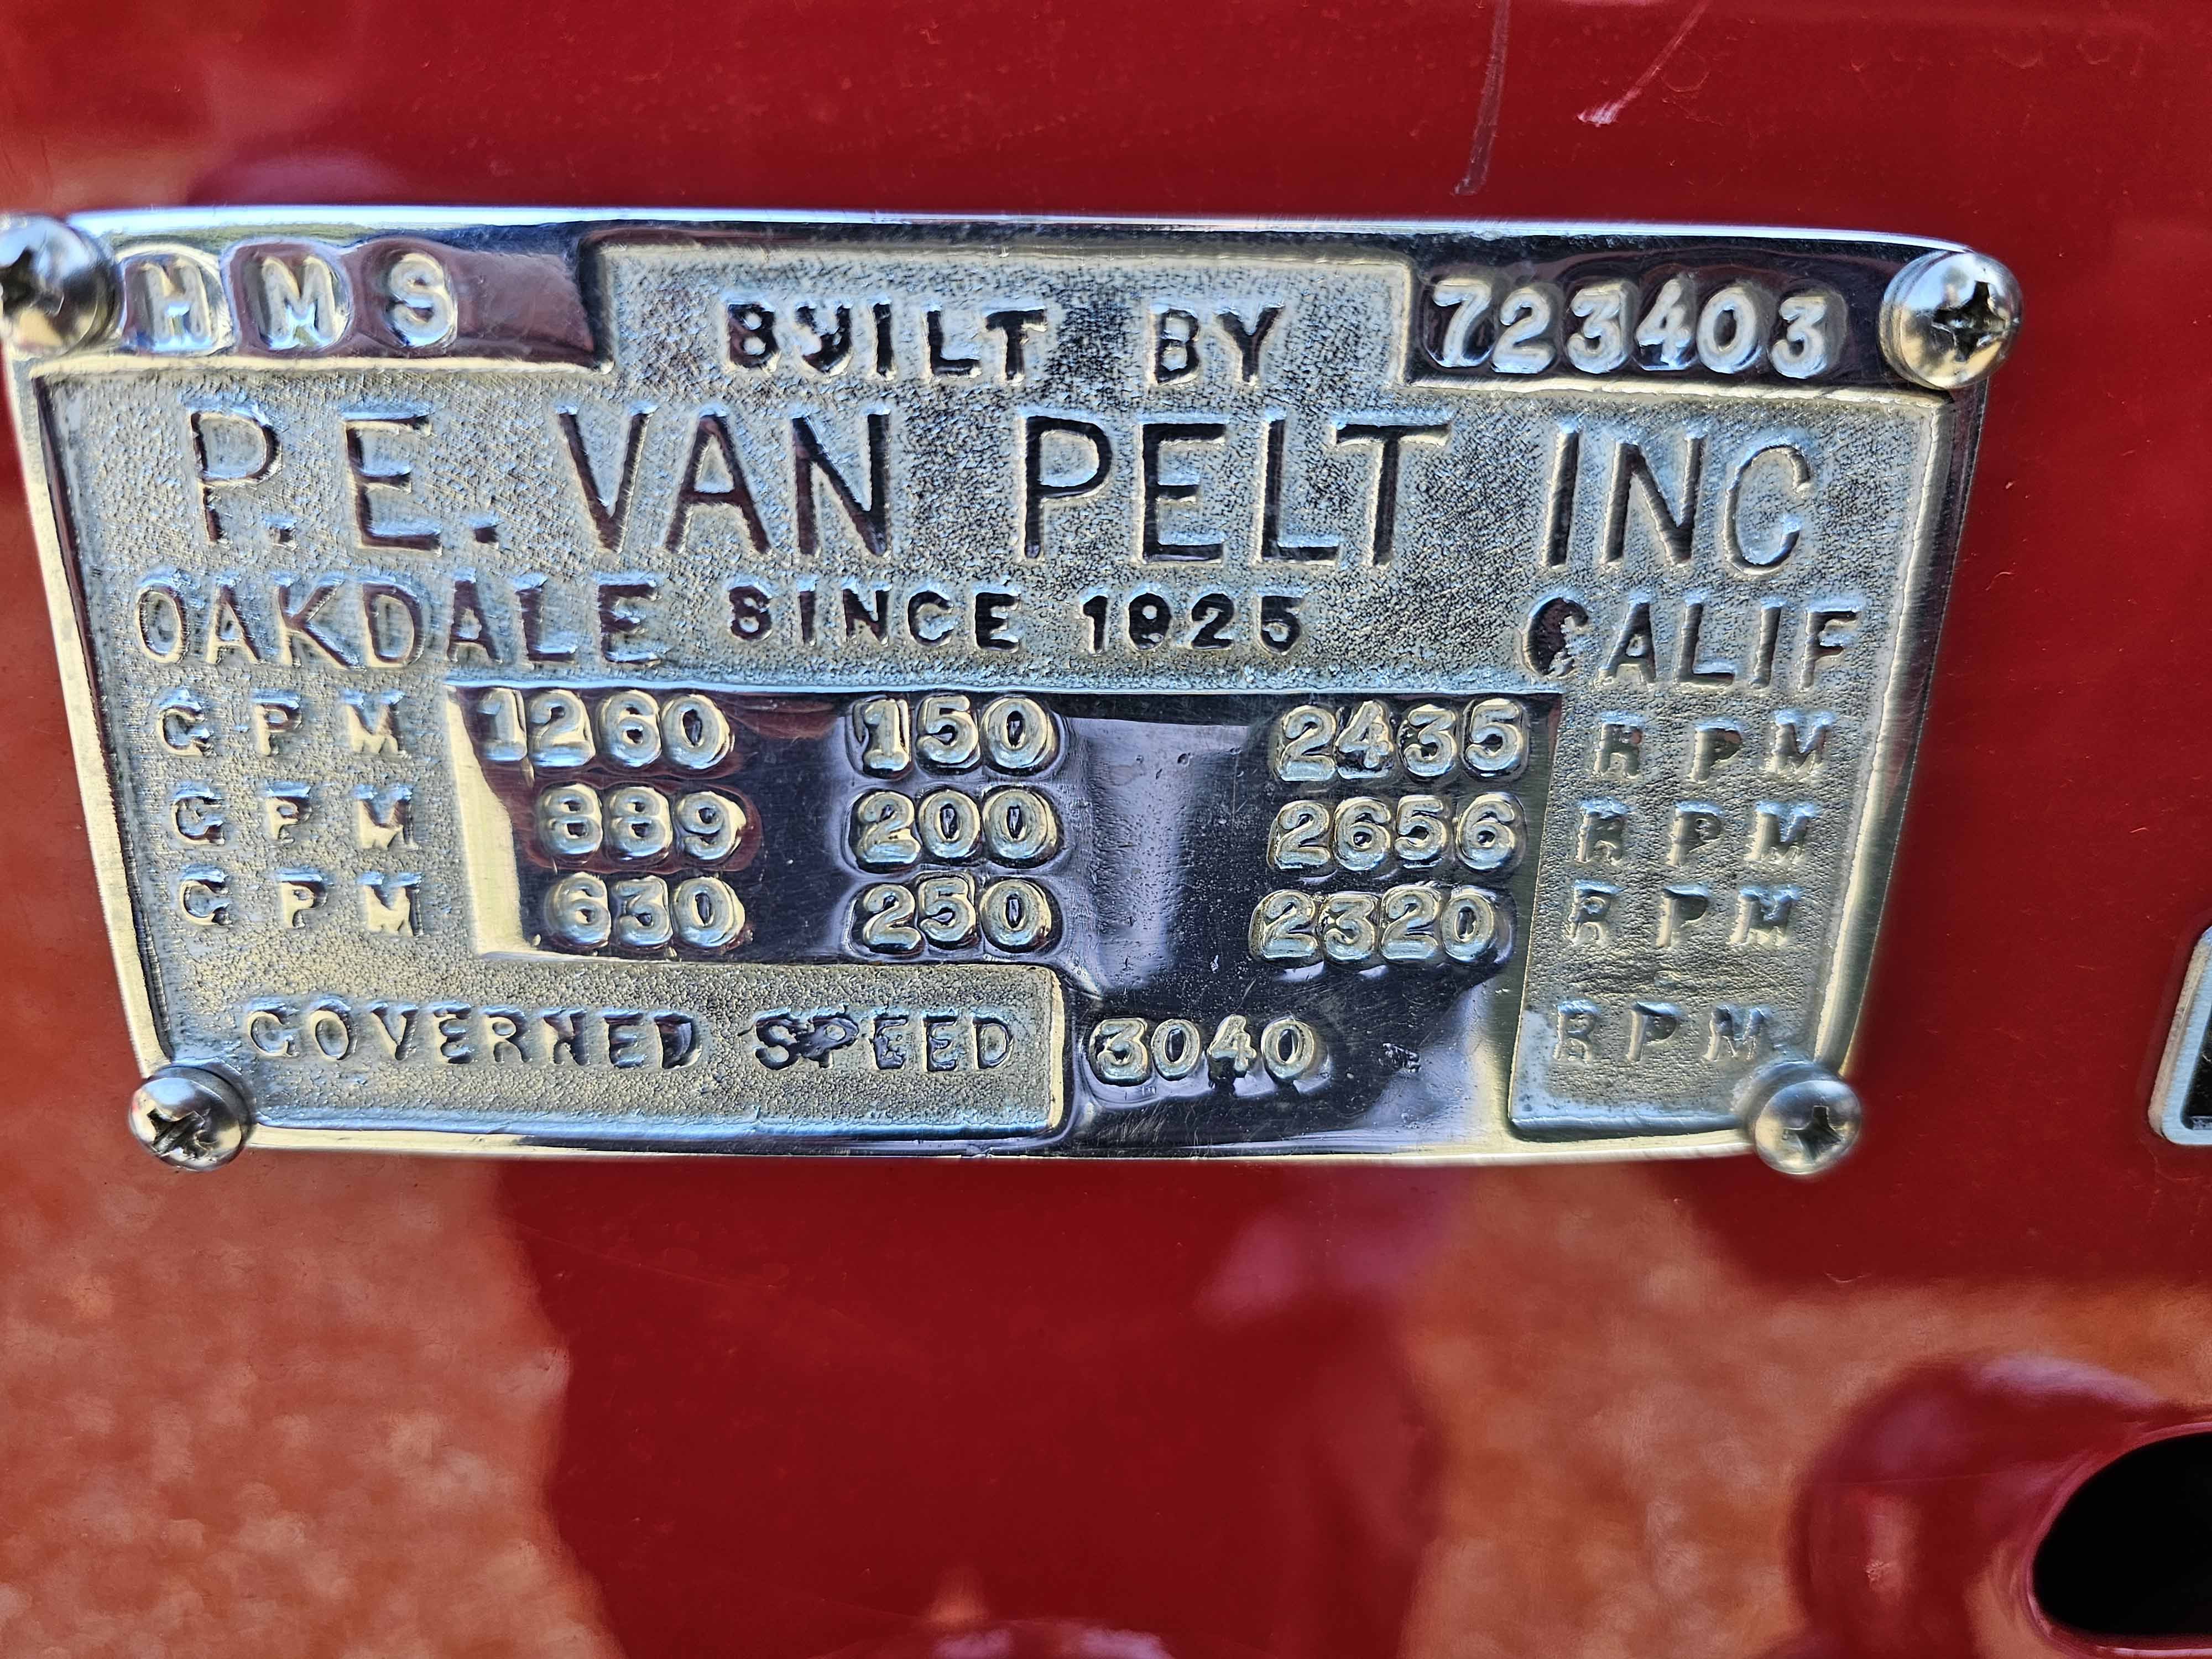 HMS BUILT BY 723403
P.E. VAN PELT INC
OAKDALE SINCE 1925 CALIF
GPM 1260 150 2435 RPM
GPM 889 200 2656 RPM
GPM 630 250 2320 RPM
GOVERNED SPEED 3040 RPM